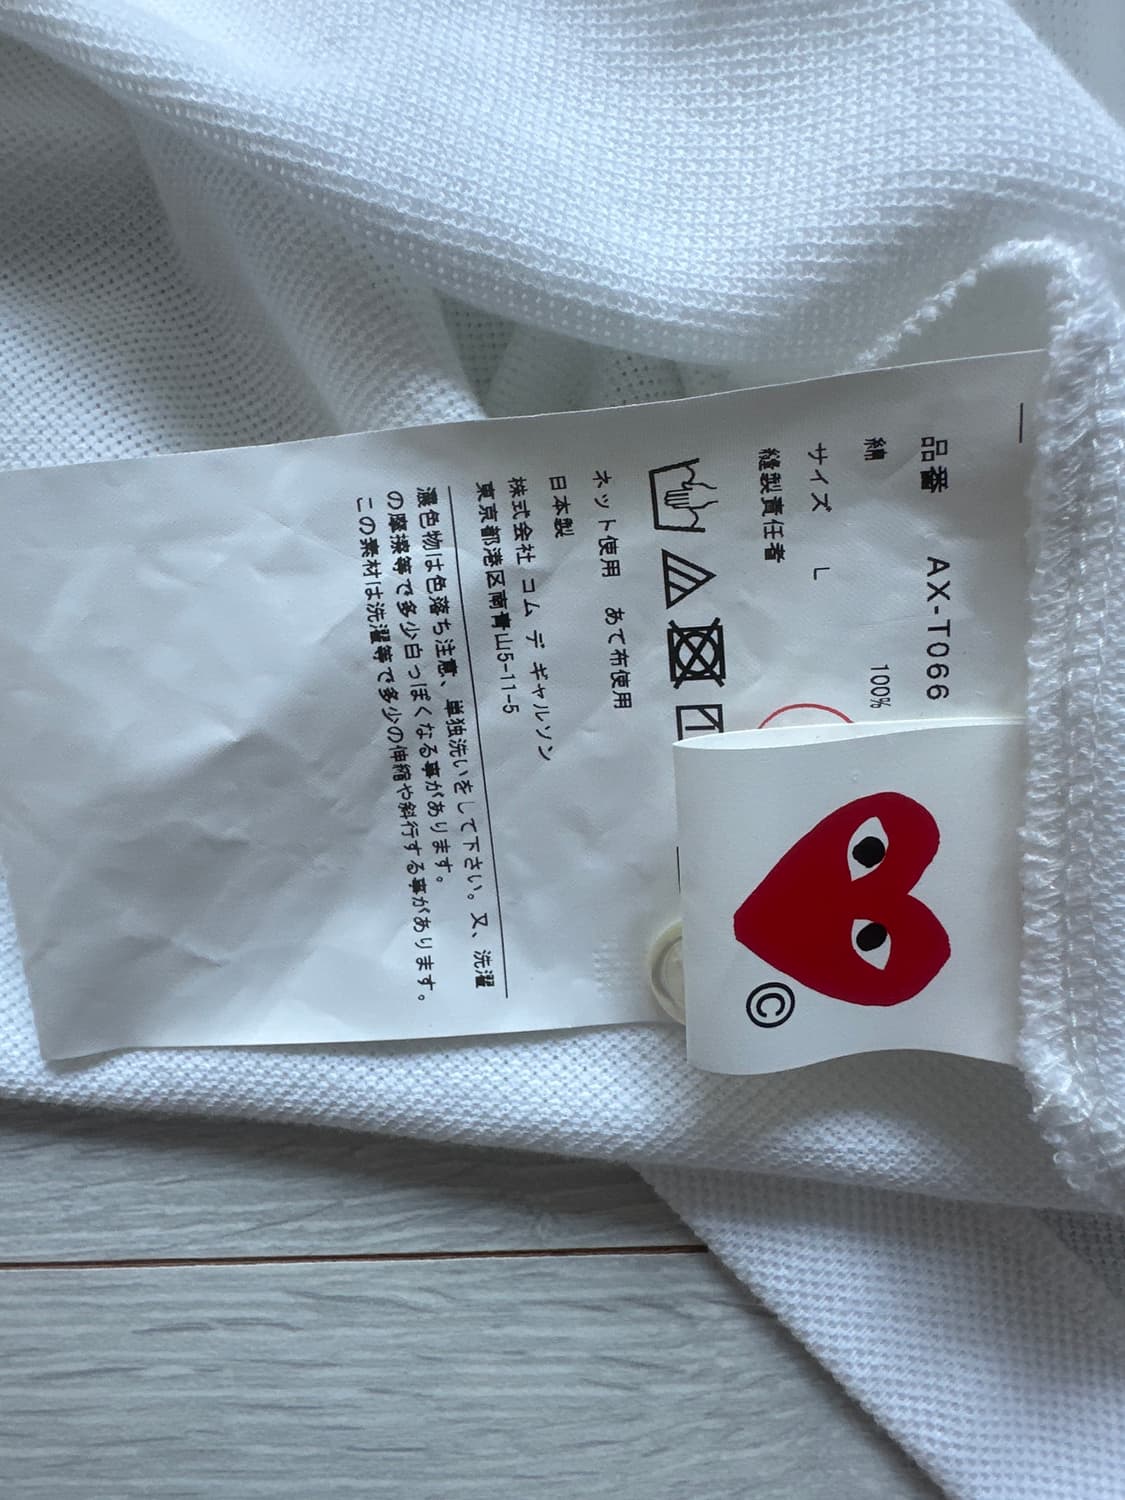 品番 AX-T066
綿 100%
サイズ L
縫製責任者
ネット使用 あて布使用
日本製
株式会社 コム デ ギャルソン
東京都港区南青山5-11-5
濃色物は色落ち注意、単独洗いをして下さい。又、洗濯
の摩擦等で多少白っぽくなる事があります。
この素材は洗濯等で多少の伸縮や斜行する事があります。
©